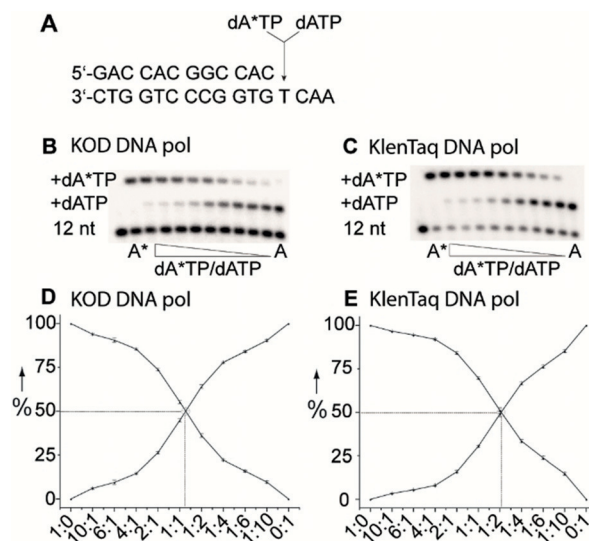 A
dA*TP dATP
5'-GAC CAC GGC CAC
3'-CTG GTC CCG GTG T CAA
B KOD DNA pol
+dA*TP
+dATP
12 nt
A* A
dA*TP/dATP
C KlenTaq DNA pol
+dA*TP
+dATP
12 nt
A* A
dA*TP/dATP
D KOD DNA pol
100
75
% 50
25
0
1:0 10:1 6:1 4:1 2:1 1:1 1:2 1:4 1:6 1:10 0:1
E KlenTaq DNA pol
100
75
% 50
25
0
1:0 10:1 6:1 4:1 2:1 1:1 1:2 1:4 1:6 1:10 0:1